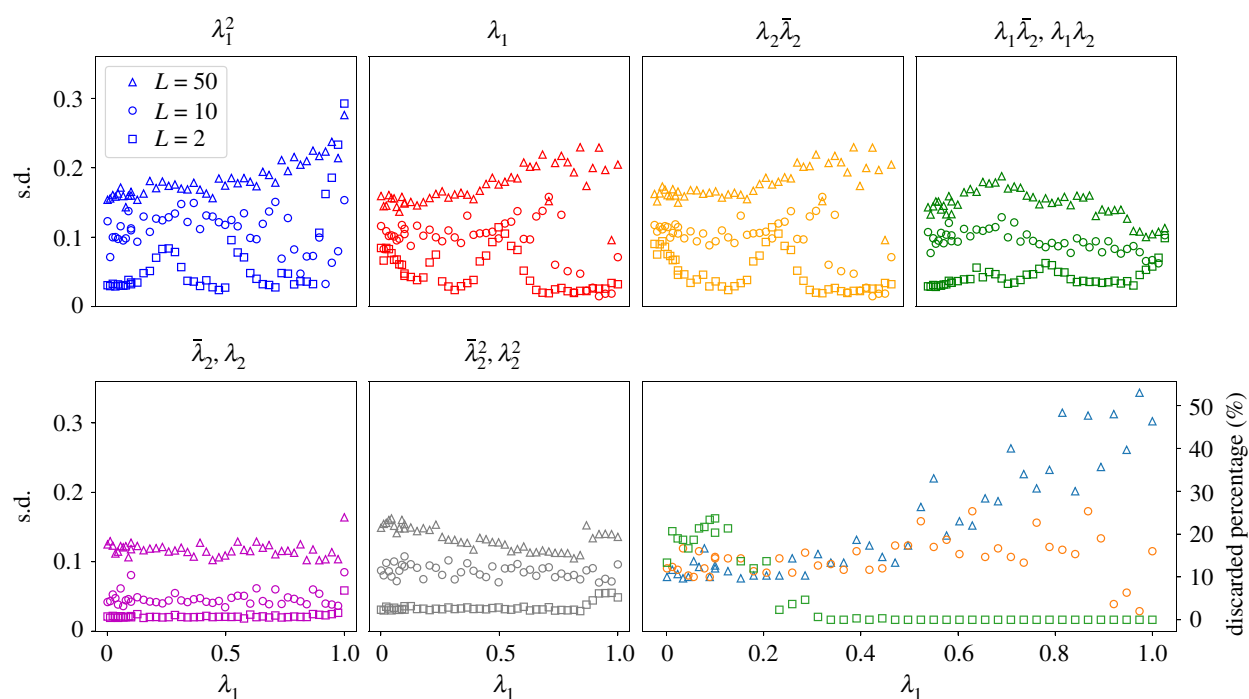 λ₁² λ₁ λ₂λ̄₂ λ₁λ̄₂, λ₁λ₂
L = 50
L = 10
L = 2
s.d.
0.3
0.2
0.1
0
λ̄₂, λ₂ λ̄₂², λ₂²
s.d.
0.3
0.2
0.1
0
0 0.5 1.0
λ₁
0 0.5 1.0
λ₁
0 0.2 0.4 0.6 0.8 1.0
λ₁
50
40
30
20
10
0
discarded percentage (%)